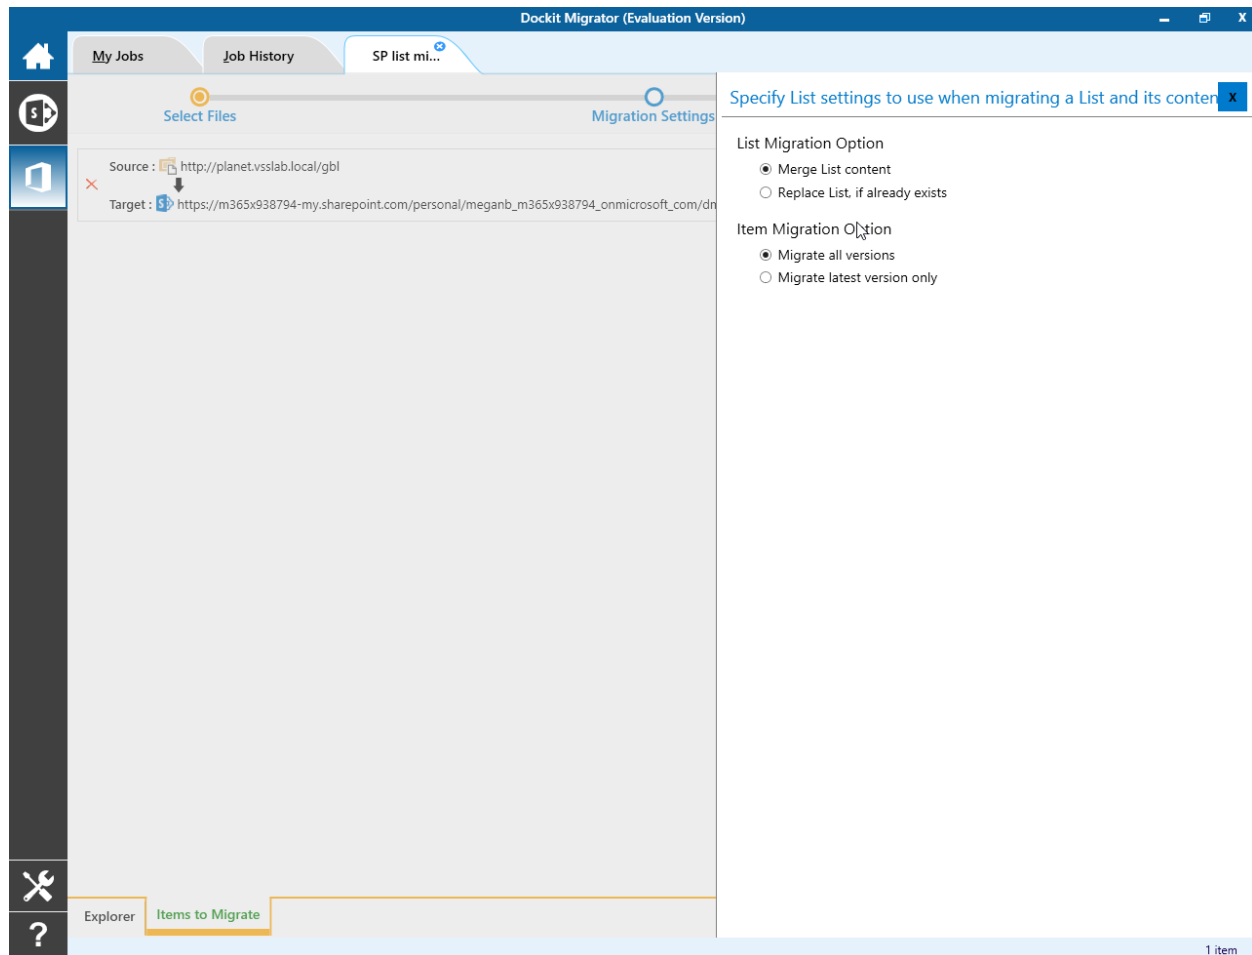 Dockit Migrator (Evaluation Version)
X
My Jobs
Job History
SP list mi...
Select Files
Migration Settings
Specify List settings to use when migrating a List and its conten
X
Source : http://planet.vsslab.local/gbl
Target : https://m365x938794-my.sharepoint.com/personal/meganb_m365x938794_onmicrosoft_com/dn
List Migration Option
Merge List content
Replace List, if already exists
Item Migration Option
Migrate all versions
Migrate latest version only
Explorer
Items to Migrate
?
1 item